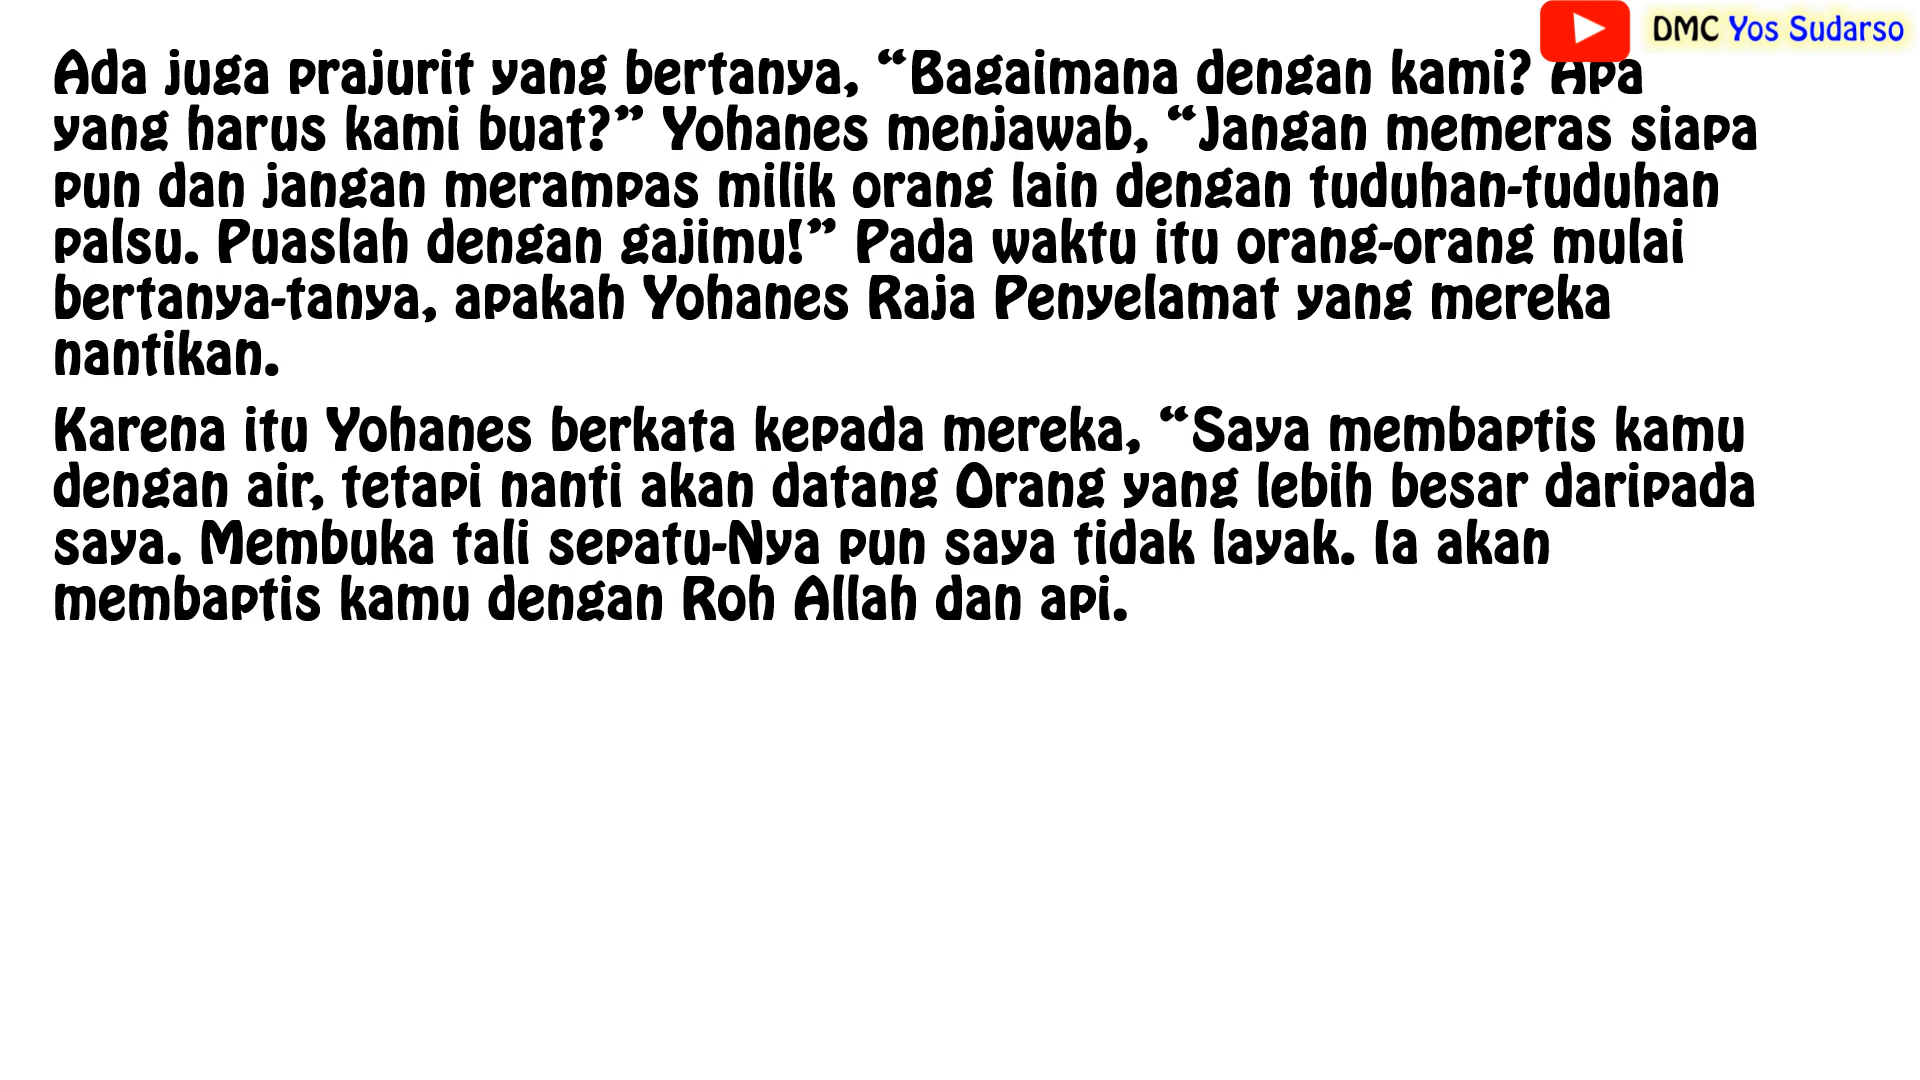 DMC Yos Sudarso
Ada juga prajurit yang bertanya, “Bagaimana dengan kami? Apa
yang harus kami buat?” Yohanes menjawab, “Jangan memeras siapa
pun dan jangan merampas milik orang lain dengan tuduhan-tuduhan
palsu. Puaslah dengan gajimu!” Pada waktu itu orang-orang mulai
bertanya-tanya, apakah Yohanes Raja Penyelamat yang mereka
nantikan.
Karena itu Yohanes berkata kepada mereka, “Saya membaptis kamu
dengan air, tetapi nanti akan datang Orang yang lebih besar daripada
saya. Membuka tali sepatu-Nya pun saya tidak layak. Ia akan
membaptis kamu dengan Roh Allah dan api.